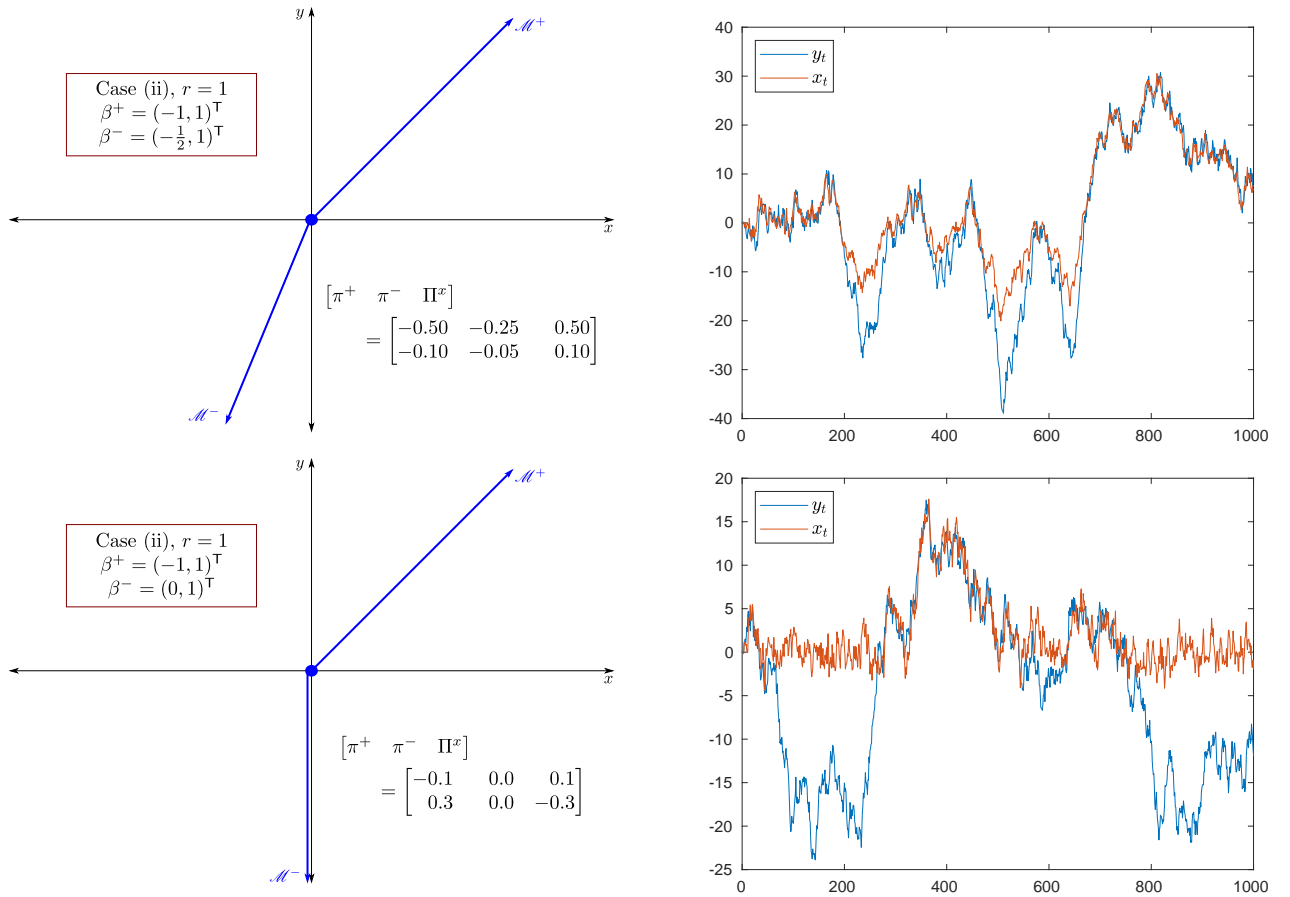 y
ℳ⁺
Case (ii), r = 1
β⁺ = (−1, 1)ᵀ
β⁻ = (−1/2, 1)ᵀ
x
[π⁺ π⁻ Πˣ]
= [−0.50 −0.25 0.50
−0.10 −0.05 0.10]
ℳ⁻
40
30
20
10
0
-10
-20
-30
-40
0 200 400 600 800 1000
yₜ
xₜ
y
ℳ⁺
Case (ii), r = 1
β⁺ = (−1, 1)ᵀ
β⁻ = (0, 1)ᵀ
x
[π⁺ π⁻ Πˣ]
= [−0.1 0.0 0.1
0.3 0.0 −0.3]
ℳ⁻
20
15
10
5
0
-5
-10
-15
-20
-25
0 200 400 600 800 1000
yₜ
xₜ